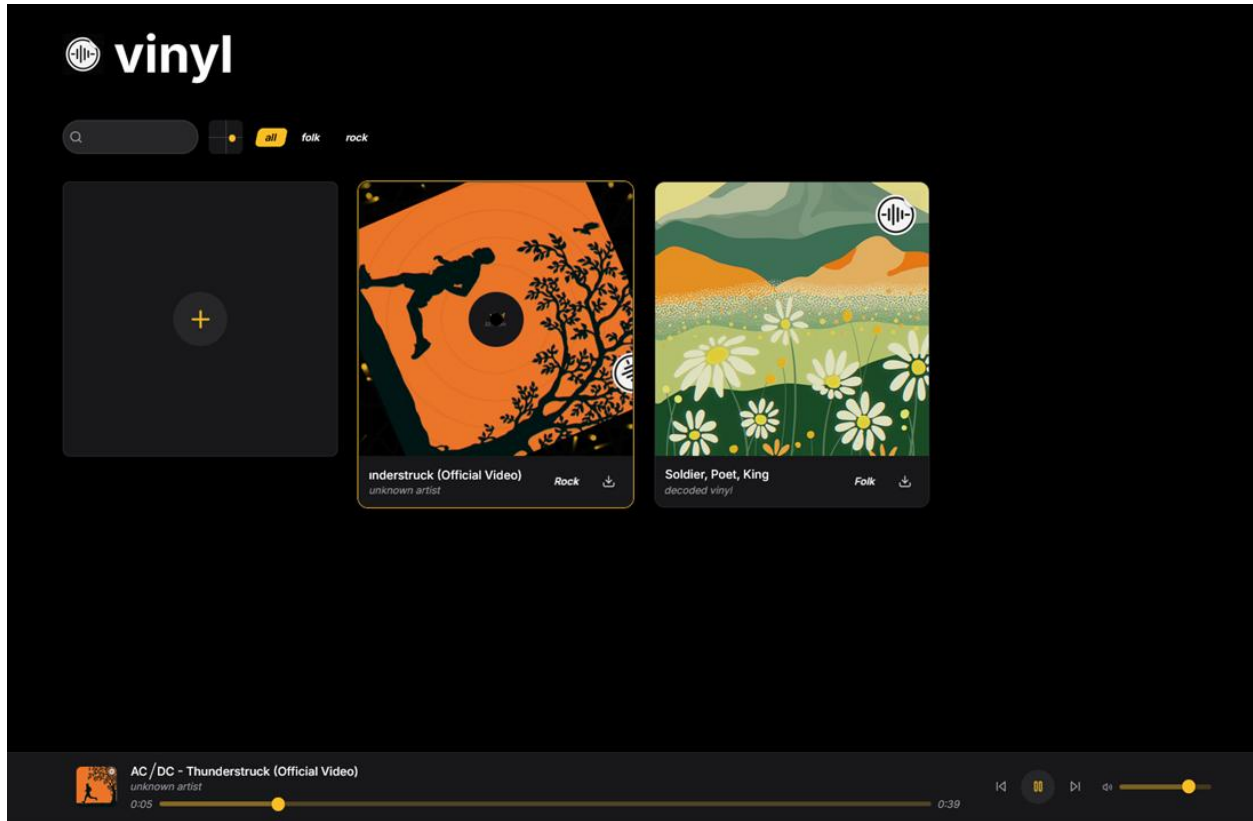 vinyl
all folk rock
understruck (Official Video)
unknown artist
Rock
Soldier, Poet, King
decoded vinyl
Folk
AC/DC - Thunderstruck (Official Video)
unknown artist
0:05
0:39